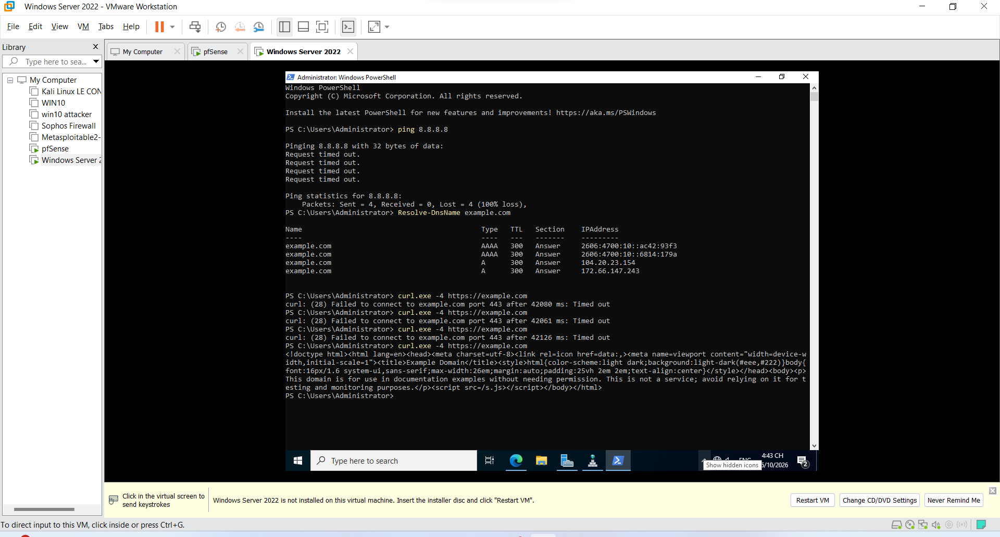 Windows Server 2022 - VMware Workstation
File Edit View VM Tabs Help
Library
Type here to sea...
My Computer
Kali Linux LE CON
WIN10
win10 attacker
Sophos Firewall
Metasploitable2-
pfSense
Windows Server 2
My Computer pfSense Windows Server 2022
Administrator: Windows PowerShell
Windows PowerShell
Copyright (C) Microsoft Corporation. All rights reserved.
Install the latest PowerShell for new features and improvements! https://aka.ms/PSWindows
PS C:\Users\Administrator> ping 8.8.8.8
Pinging 8.8.8.8 with 32 bytes of data:
Request timed out.
Request timed out.
Request timed out.
Request timed out.
Ping statistics for 8.8.8.8:
    Packets: Sent = 4, Received = 0, Lost = 4 (100% loss),
PS C:\Users\Administrator> Resolve-DnsName example.com
Name Type TTL Section IPAddress
---- ---- --- ------- ---------
example.com AAAA 300 Answer 2606:4700:10::ac42:93f3
example.com AAAA 300 Answer 2606:4700:10::6814:179a
example.com A 300 Answer 104.20.23.154
example.com A 300 Answer 172.66.147.243
PS C:\Users\Administrator> curl.exe -4 https://example.com
curl: (28) Failed to connect to example.com port 443 after 42080 ms: Timed out
PS C:\Users\Administrator> curl.exe -4 https://example.com
curl: (28) Failed to connect to example.com port 443 after 42061 ms: Timed out
PS C:\Users\Administrator> curl.exe -4 https://example.com
curl: (28) Failed to connect to example.com port 443 after 42126 ms: Timed out
PS C:\Users\Administrator> curl.exe -4 https://example.com
<!doctype html><html lang=en><head><meta charset=utf-8><link rel=icon href=data:,><meta name=viewport content="width=device-w
idth,initial-scale=1"><title>Example Domain</title><style>html{color-scheme:light dark;background:light-dark(#eee,#222)}body{
font:16px/1.6 system-ui,sans-serif;max-width:26em;margin:auto;padding:25vh 2em 2em;text-align:center}</style></head><body><p>
This domain is for use in documentation examples without needing permission. This is not a service; avoid relying on it for t
esting and monitoring purposes.</p><script src=/s.js></script></body></html>
PS C:\Users\Administrator>
Type here to search
4:43 CH
6/10/2026
2
Show hidden icons
Click in the virtual screen to
send keystrokes
Windows Server 2022 is not installed on this virtual machine. Insert the installer disc and click "Restart VM".
Restart VM Change CD/DVD Settings Never Remind Me
To direct input to this VM, click inside or press Ctrl+G.